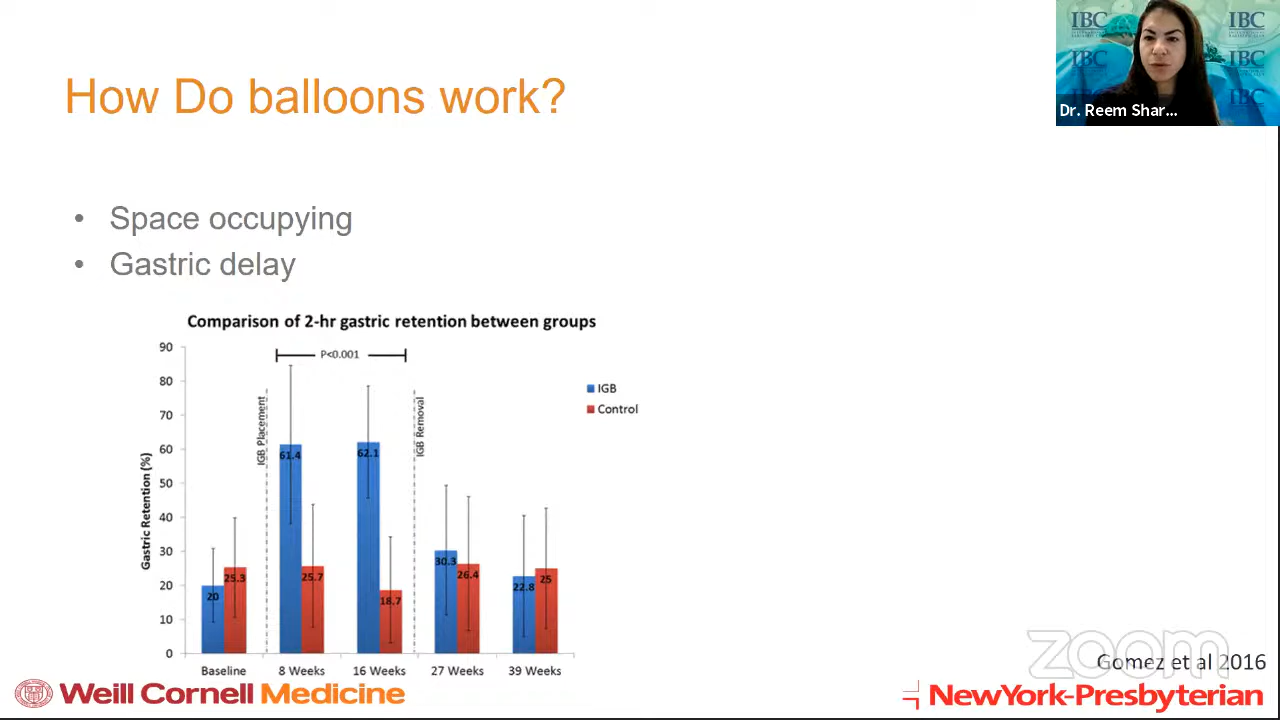 IBC
IBC
IBC
IBC
IBC
Dr. Reem Shar...
How Do balloons work?
• Space occupying
• Gastric delay
Comparison of 2-hr gastric retention between groups
P<0.001
IGB
Control
IGB Placement
IGB Removal
Gastric Retention (%)
90
80
70
60
50
40
30
20
10
0
20
25.3
61.4
25.7
62.1
18.7
30.3
26.4
22.8
25
Baseline
8 Weeks
16 Weeks
27 Weeks
39 Weeks
zoom
Gomez et al 2016
Weill Cornell Medicine
NewYork-Presbyterian